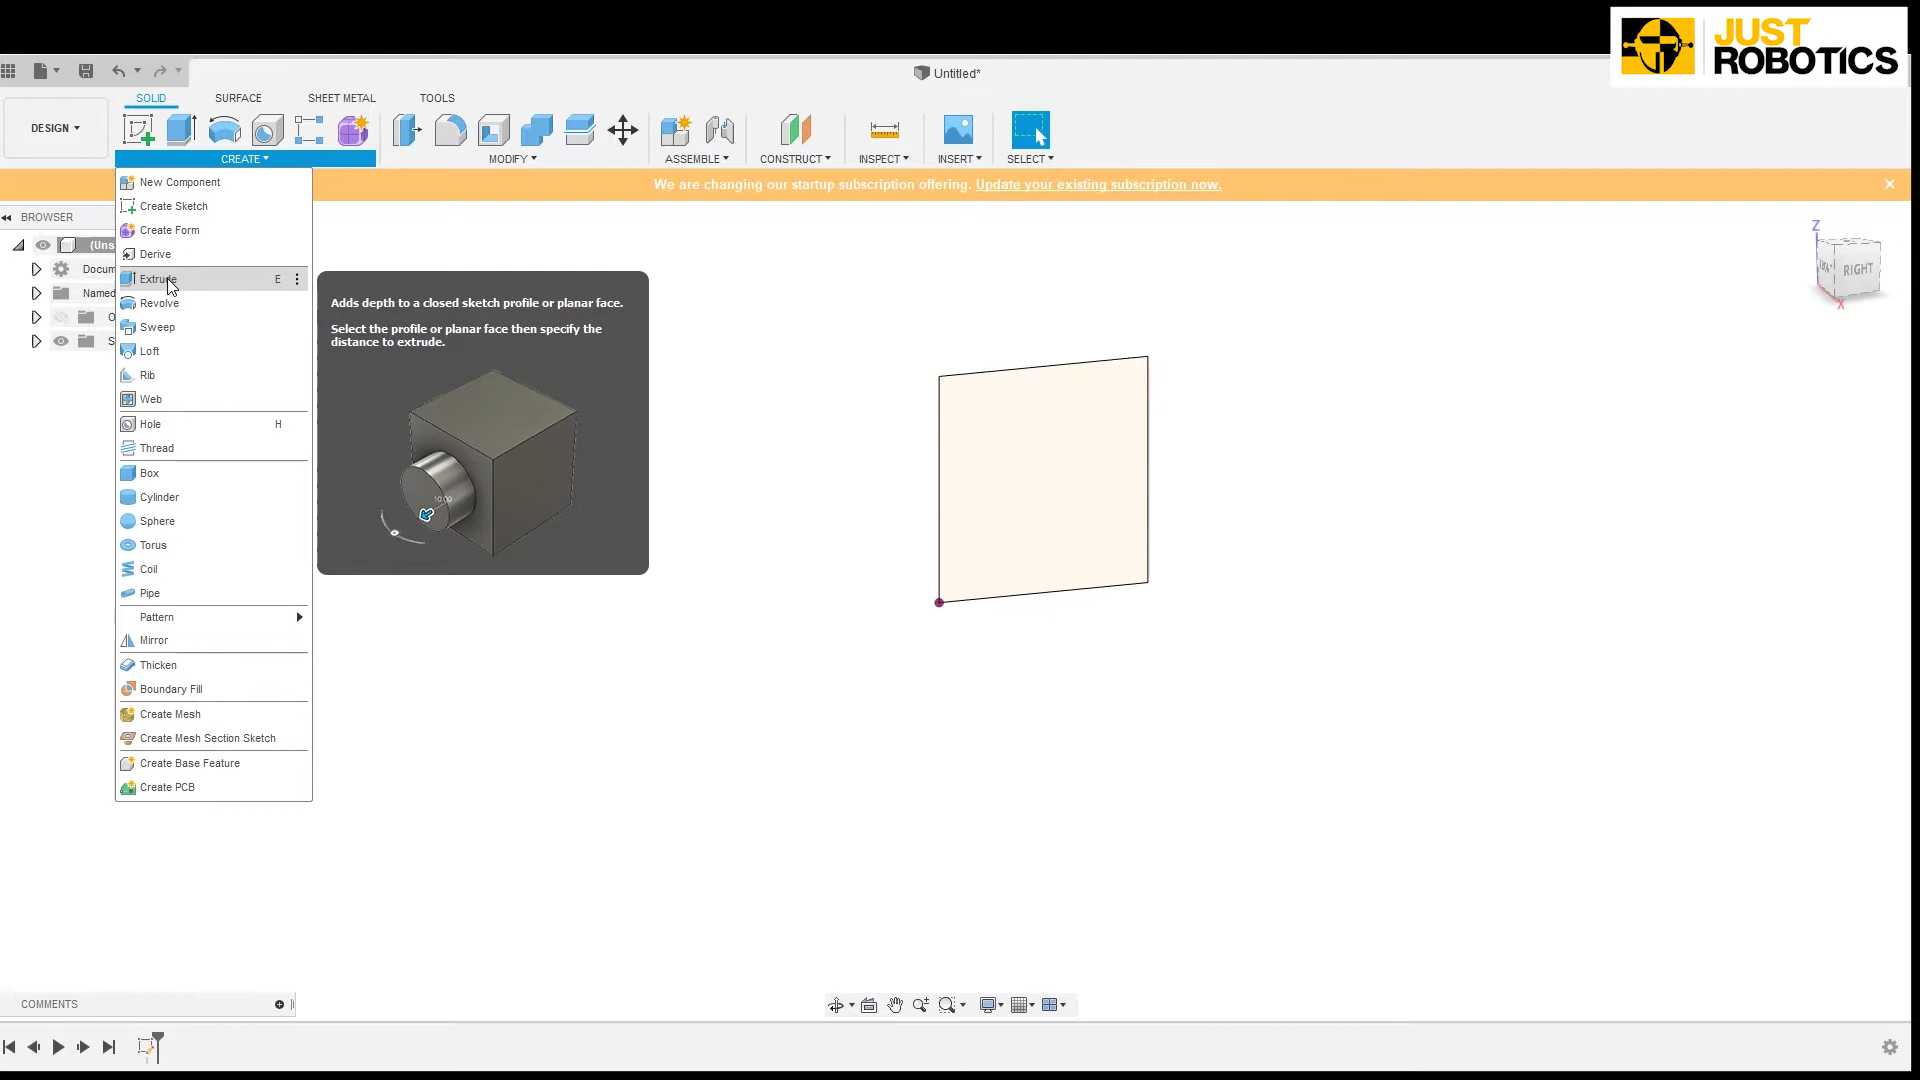 JUST
ROBOTICS
Untitled*
SOLID SURFACE SHEET METAL TOOLS
DESIGN
CREATE MODIFY ASSEMBLE CONSTRUCT INSPECT INSERT SELECT
We are changing our startup subscription offering. Update your existing subscription now.
BROWSER
(Uns
Docum
Named
O
S
New Component
Create Sketch
Create Form
Derive
Extrude E
Revolve
Sweep
Loft
Rib
Web
Hole H
Thread
Box
Cylinder
Sphere
Torus
Coil
Pipe
Pattern
Mirror
Thicken
Boundary Fill
Create Mesh
Create Mesh Section Sketch
Create Base Feature
Create PCB
Adds depth to a closed sketch profile or planar face.
Select the profile or planar face then specify the
distance to extrude.
10.00
Z
RIGHT
X
COMMENTS